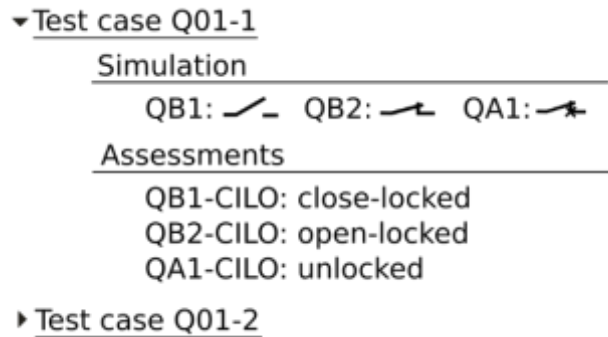 Test case Q01-1
Simulation
QB1: QB2: QA1:
Assessments
QB1-CILO: close-locked
QB2-CILO: open-locked
QA1-CILO: unlocked
Test case Q01-2